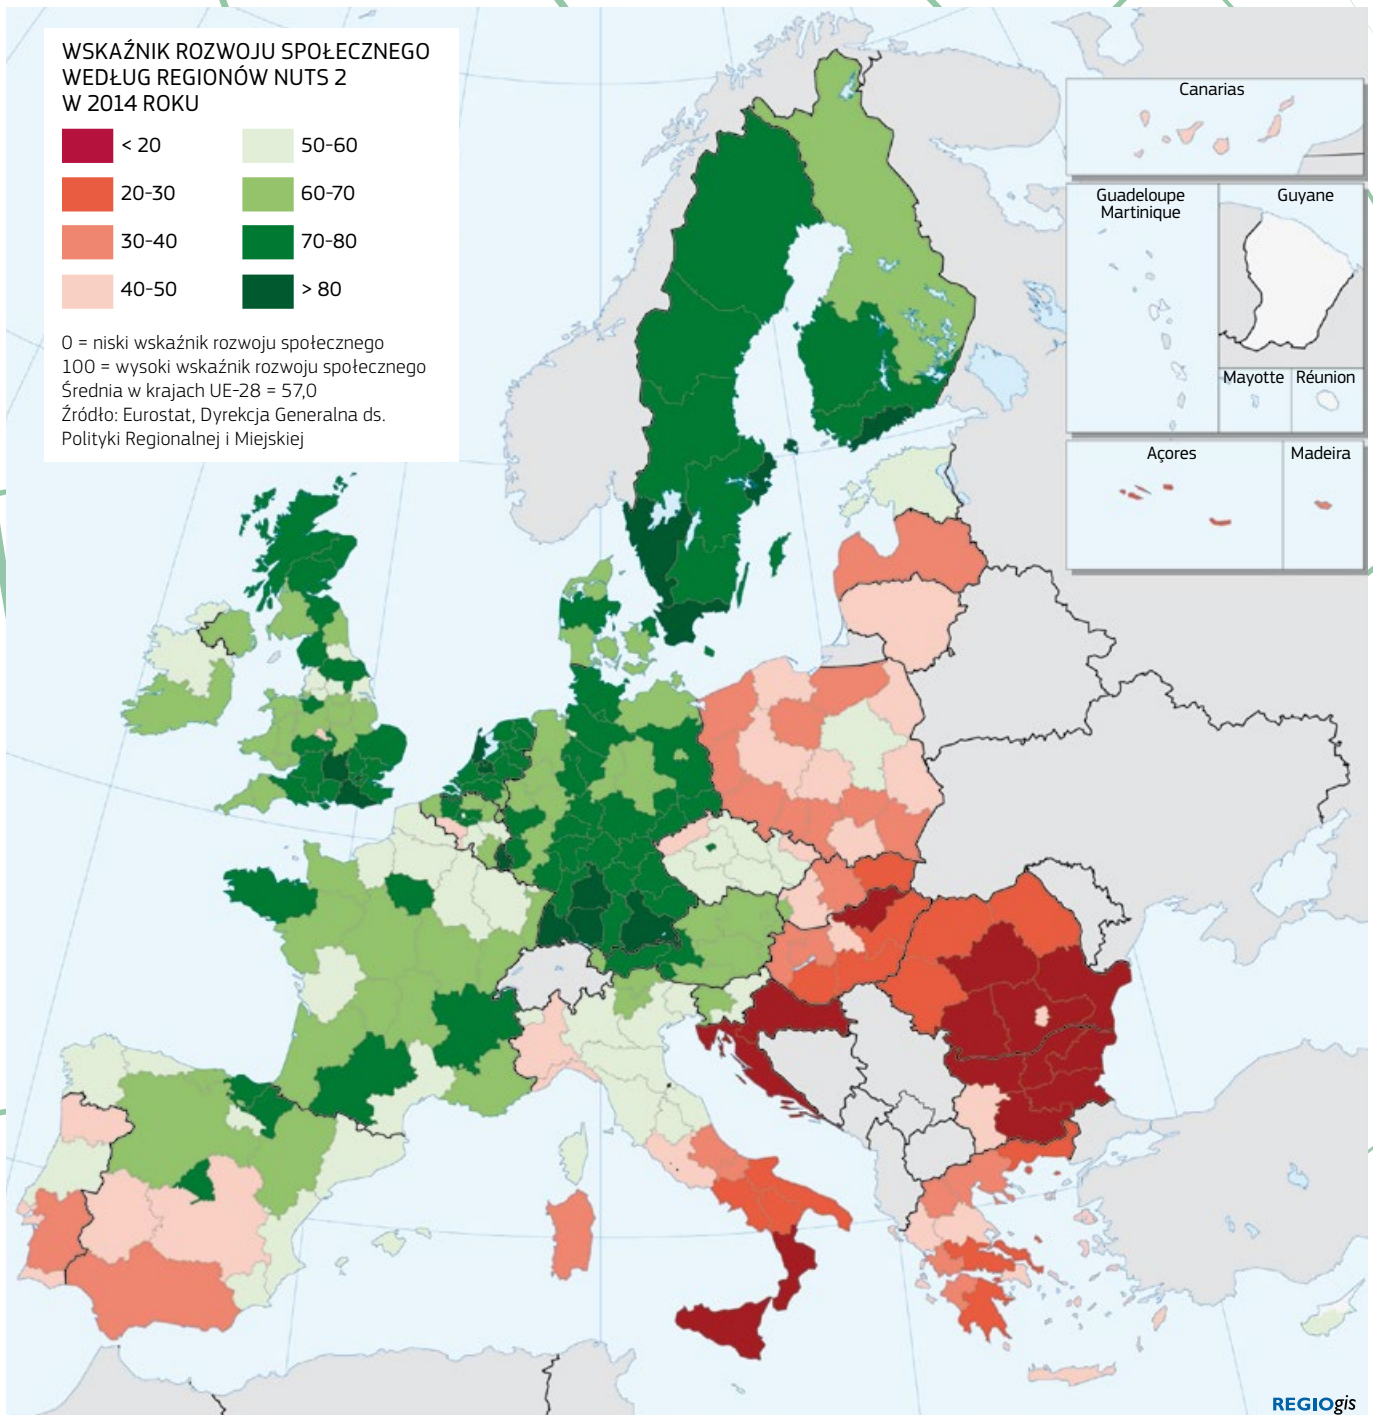 WSKAŹNIK ROZWOJU SPOŁECZNEGO
WEDŁUG REGIONÓW NUTS 2
W 2014 ROKU
< 20
50-60
20-30
60-70
30-40
70-80
40-50
> 80
0 = niski wskaźnik rozwoju społecznego
100 = wysoki wskaźnik rozwoju społecznego
Średnia w krajach UE-28 = 57,0
Źródło: Eurostat, Dyrekcja Generalna ds.
Polityki Regionalnej i Miejskiej
Canarias
Guadeloupe
Martinique
Guyane
Mayotte
Réunion
Açores
Madeira
REGIOgis